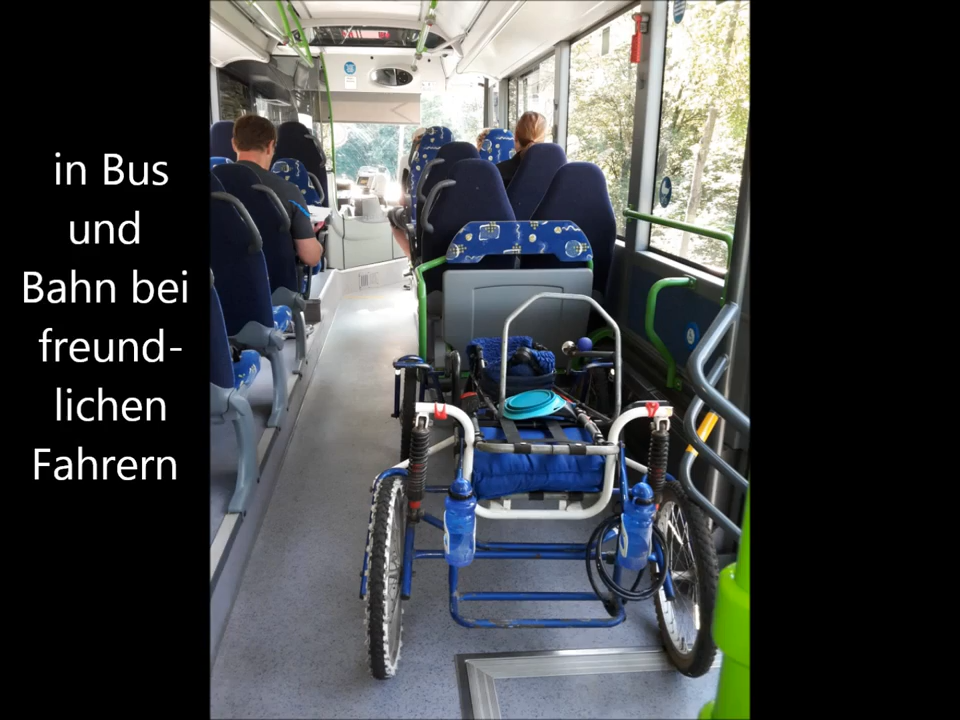 in Bus
und
Bahn bei
freund-
lichen
Fahrern